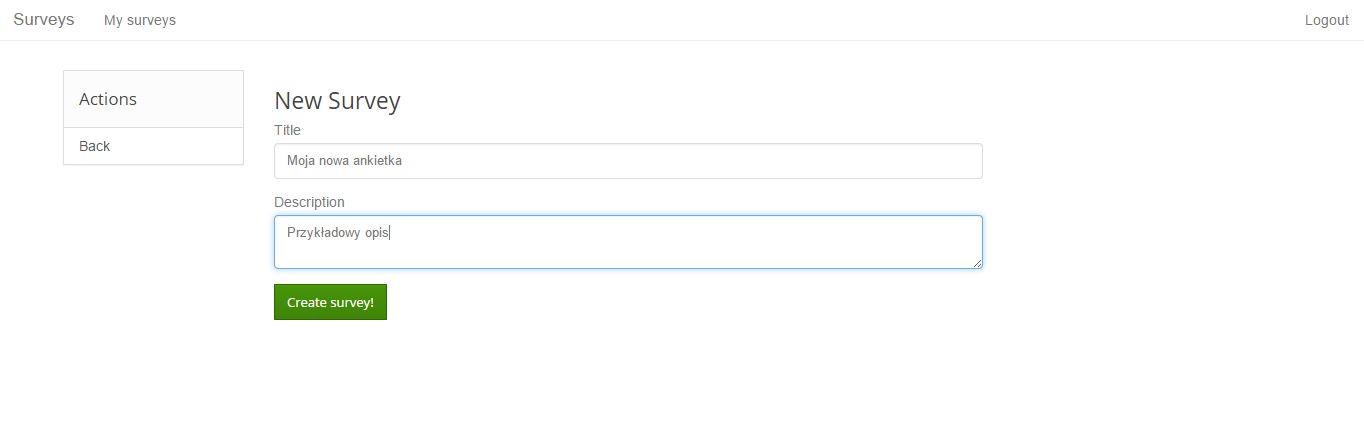 Surveys My surveys Logout
Actions
Back
New Survey
Title
Moja nowa ankietka
Description
Przykładowy opis
Create survey!